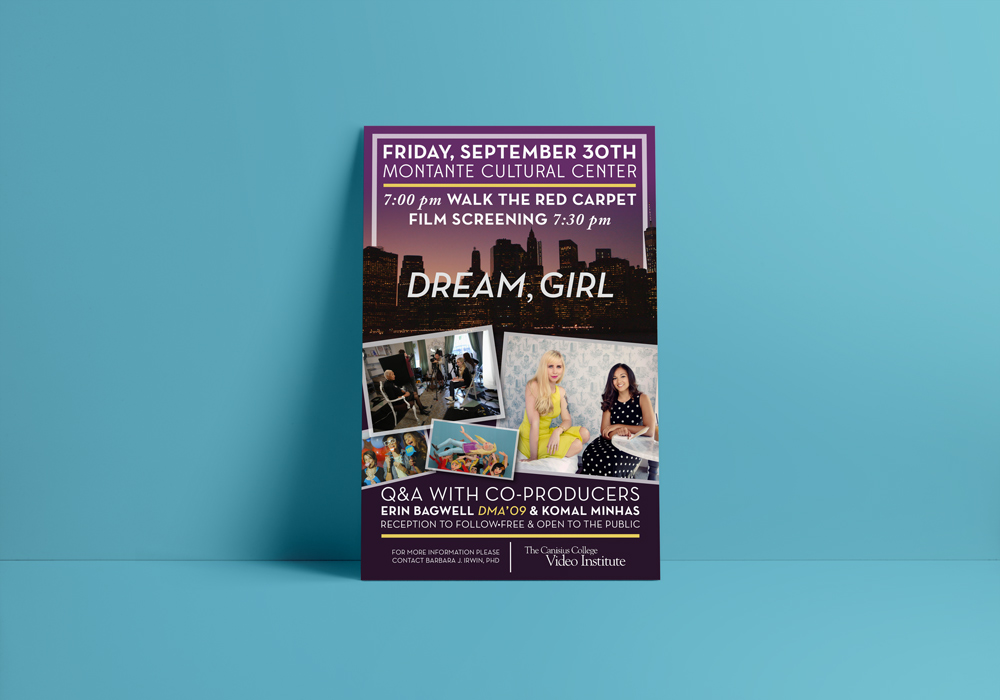 FRIDAY, SEPTEMBER 30TH
MONTANTE CULTURAL CENTER
7:00 pm WALK THE RED CARPET
FILM SCREENING 7:30 pm
DREAM, GIRL
Q&A WITH CO-PRODUCERS
ERIN BAGWELL DMA'09 & KOMAL MINHAS
RECEPTION TO FOLLOW•FREE & OPEN TO THE PUBLIC
FOR MORE INFORMATION PLEASE
CONTACT BARBARA J. IRWIN, PHD
The Canisius College
Video Institute